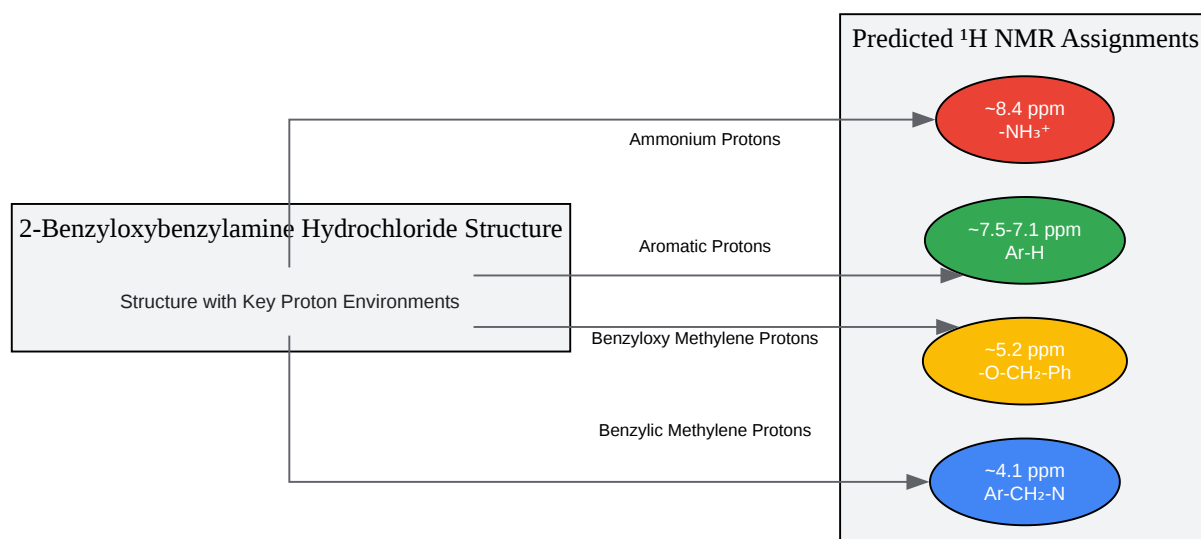 Predicted ¹H NMR Assignments
~8.4 ppm
-NH₃⁺
Ammonium Protons
2-Benzyloxybenzylamine Hydrochloride Structure
Structure with Key Proton Environments
Aromatic Protons
~7.5-7.1 ppm
Ar-H
Benzyloxy Methylene Protons
~5.2 ppm
-O-CH₂-Ph
Benzylic Methylene Protons
~4.1 ppm
Ar-CH₂-N